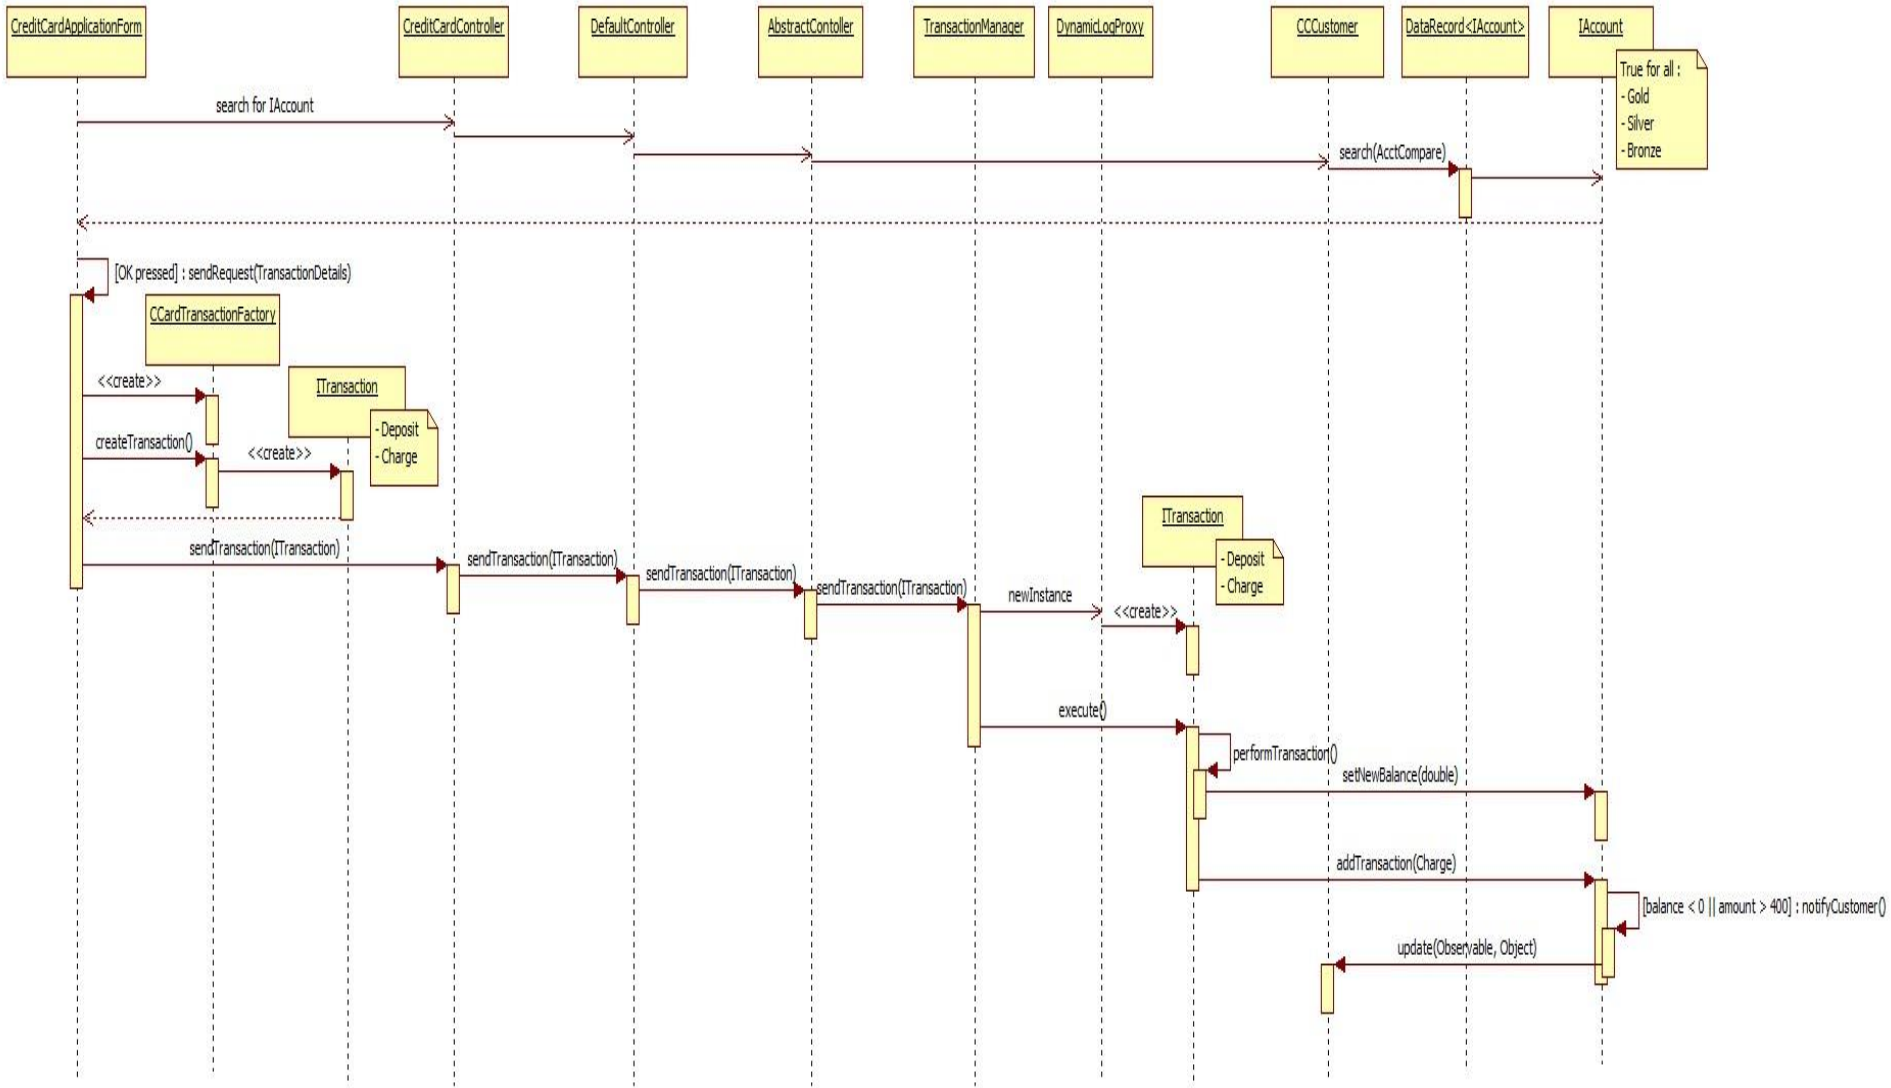 CreditCardApplicationForm
CreditCardController
DefaultController
AbstractContoller
TransactionManager
DynamicLogProxy
CCCustomer
DataRecord<IAccount>
IAccount
True for all :
- Gold
- Silver
- Bronze
search for IAccount
search(AcctCompare)
[OK pressed] : sendRequest(TransactionDetails)
CCardTransactionFactory
<<create>>
ITransaction
- Deposit
- Charge
createTransaction()
<<create>>
ITransaction
- Deposit
- Charge
sendTransaction(ITransaction)
sendTransaction(ITransaction)
sendTransaction(ITransaction)
sendTransaction(ITransaction)
newInstance
<<create>>
execute()
performTransaction()
setNewBalance(double)
addTransaction(Charge)
[balance < 0 || amount > 400] : notifyCustomer()
update(Observable, Object)